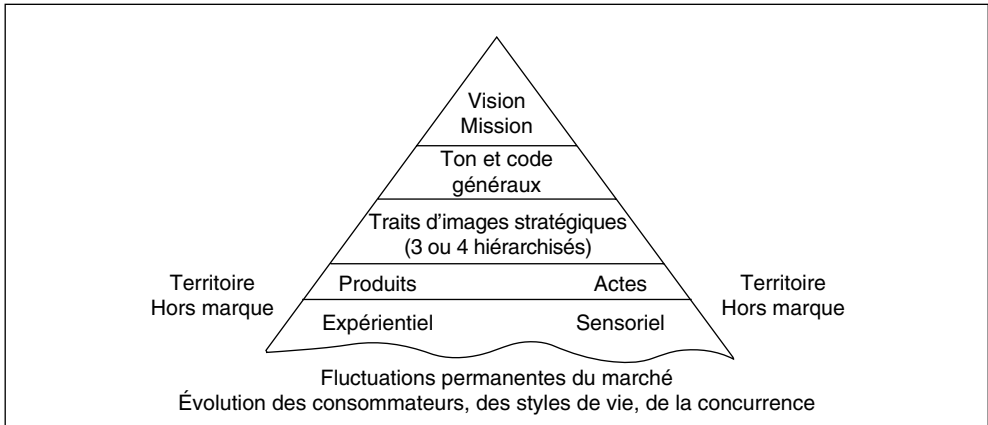 Vision
Mission
Ton et code
généraux
Traits d'images stratégiques
(3 ou 4 hiérarchisés)
Territoire
Hors marque
Produits
Actes
Territoire
Hors marque
Expérientiel
Sensoriel
Fluctuations permanentes du marché
Évolution des consommateurs, des styles de vie, de la concurrence